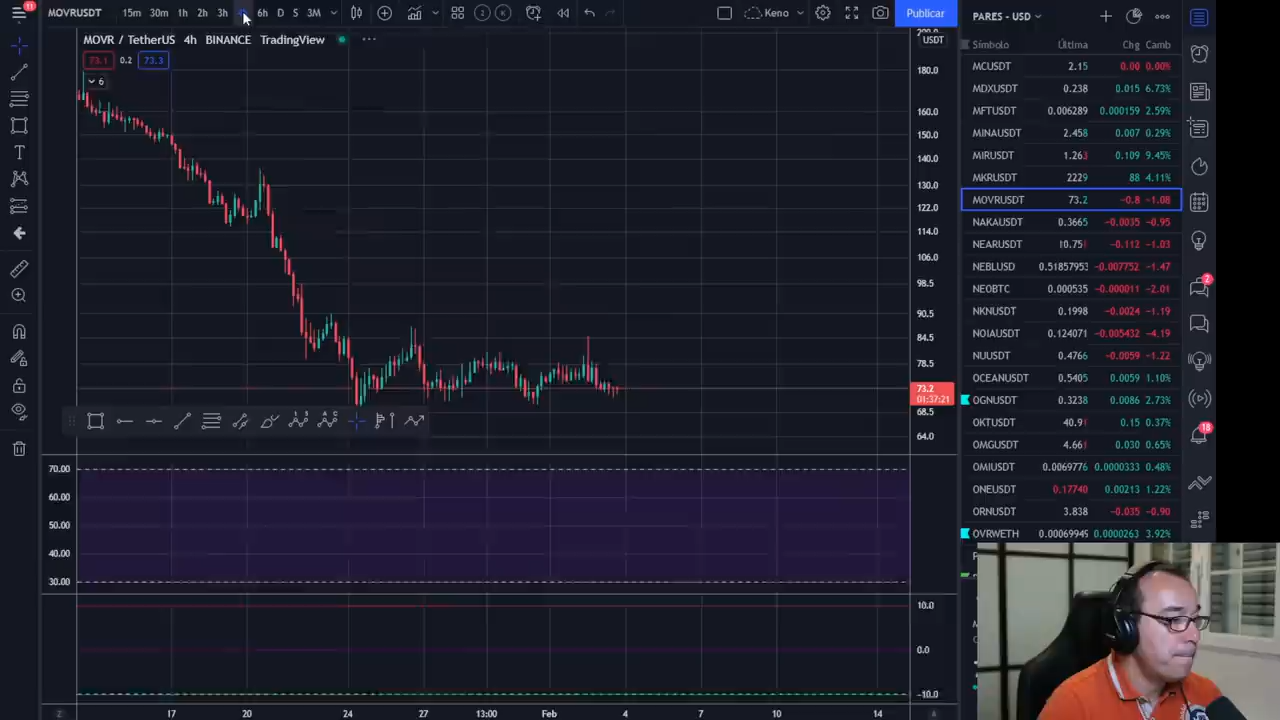 11
MOVRUSDT 15m 30m 1h 2h 3h 6h D 3M Keno Publicar
MOVR / TetherUS 4h BINANCE TradingView
73.1 0.2 73.3
6
USDT
180.0
160.0
150.0
140.0
130.0
122.0
114.0
106.0
98.5
90.5
84.5
78.5
73.2
01:37:21
68.5
64.0
70.00
60.00
50.00
40.00
30.00
10.0
0.0
-10.0
17 20 24 27 13:00 Feb 4 7 10 14
PARES - USD
Símbolo Última Chg Camb
MCUSDT 2.15 0.00 0.00%
MDXUSDT 0.238 0.015 6.73%
MFTUSDT 0.006289 0.000159 2.59%
MINAUSDT 2.458 0.007 0.29%
MIRUSDT 1.263 0.109 9.45%
MKRUSDT 2229 88 4.11%
MOVRUSDT 73.2 -0.8 -1.08
NAKAUSDT 0.3665 -0.0035 -0.95
NEARUSDT 10.751 -0.112 -1.03
NEBLUSD 0.51857953 -0.007752 -1.47
NEOBTC 0.000535 -0.000011 -2.01
NKNUSDT 0.1998 -0.0024 -1.19
NOIAUSDT 0.124071 -0.005432 -4.19
NUUSDT 0.4766 -0.0059 -1.22
OCEANUSDT 0.5405 0.0059 1.10%
OGNUSDT 0.3238 0.0086 2.73%
OKTUSDT 40.91 0.15 0.37%
OMGUSDT 4.661 0.030 0.65%
OMIUSDT 0.0069776 0.0000333 0.48%
ONEUSDT 0.17740 0.00213 1.22%
ORNUSDT 3.838 -0.035 -0.90
OVRWETH 0.00069949 0.0000263 3.92%
2
18